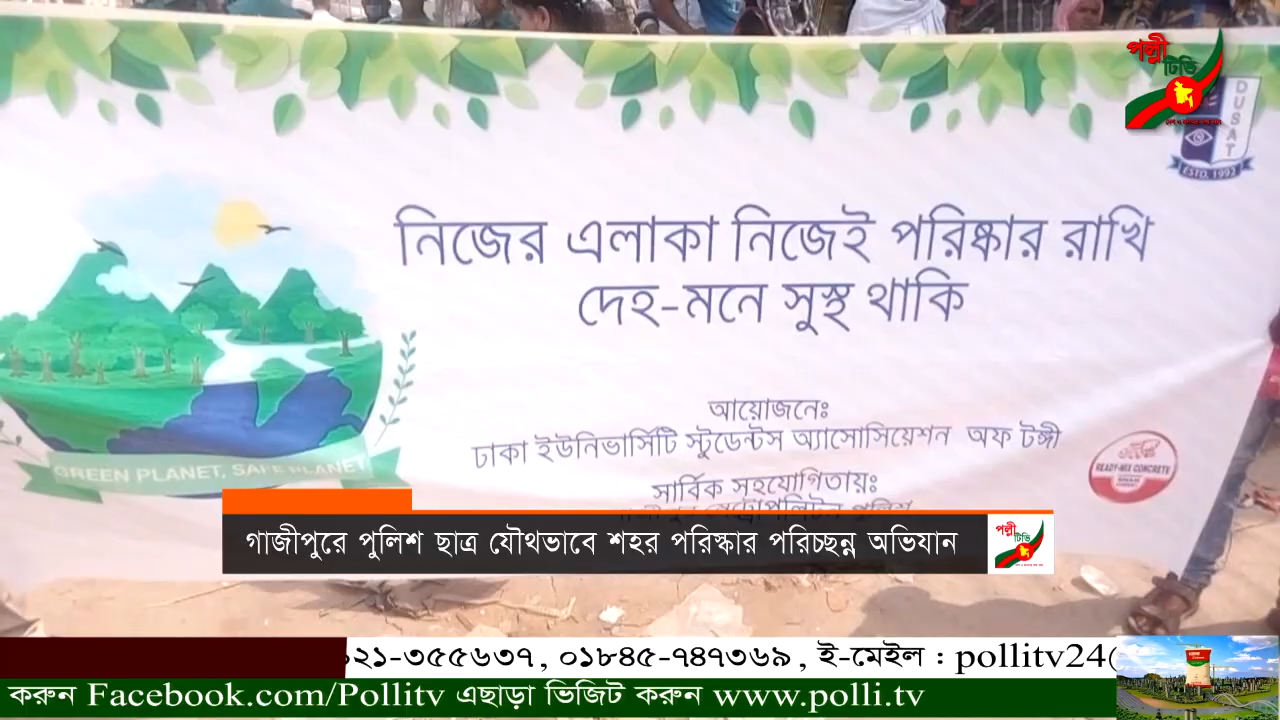 পল্লী
টিভি
DUSAT
ESTD. 1992
নিজের এলাকা নিজেই পরিষ্কার রাখি
দেহ-মনে সুস্থ থাকি
আয়োজনেঃ
ঢাকা ইউনিভার্সিটি স্টুডেন্টস অ্যাসোসিয়েশন অফ টঙ্গী
READY-MIX CONCRETE
GREEN PLANET, SAFE PLANET
সার্বিক সহযোগিতায়ঃ
মেট্রোপলিটন পুলিশ
গাজীপুরে পুলিশ ছাত্র যৌথভাবে শহর পরিস্কার পরিচ্ছন্ন অভিযান
পল্লী
টিভি
২১-৩৫৫৬৩৭, ০১৮৪৫-৭৪৭৩৬৯, ই-মেইল : pollitv24(
করুন Facebook.com/Pollitv এছাড়া ভিজিট করুন www.polli.tv